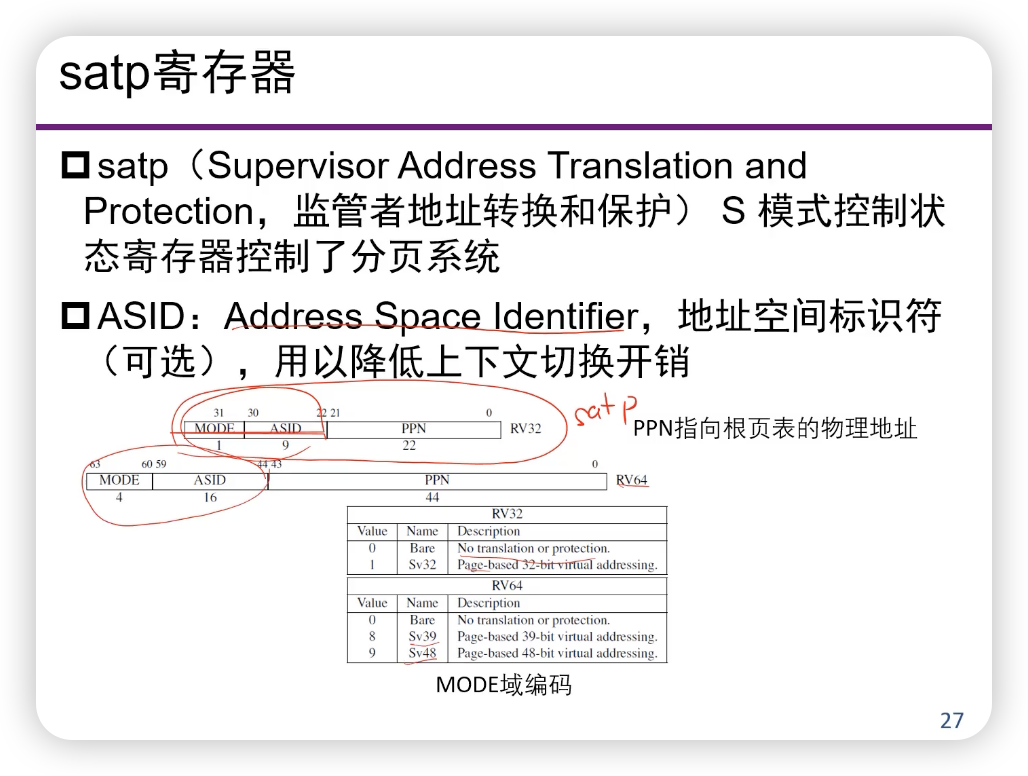 satp寄存器
satp（Supervisor Address Translation and
Protection，监管者地址转换和保护） S 模式控制状
态寄存器控制了分页系统
ASID：Address Space Identifier，地址空间标识符
（可选），用以降低上下文切换开销
31 30 22 21 0
MODE ASID PPN RV32
1 9 22
satp
PPN指向根页表的物理地址
63 60 59 44 43 0
MODE ASID PPN RV64
4 16 44
RV32
Value Name Description
0 Bare No translation or protection.
1 Sv32 Page-based 32-bit virtual addressing.
RV64
Value Name Description
0 Bare No translation or protection.
8 Sv39 Page-based 39-bit virtual addressing.
9 Sv48 Page-based 48-bit virtual addressing.
MODE域编码
27